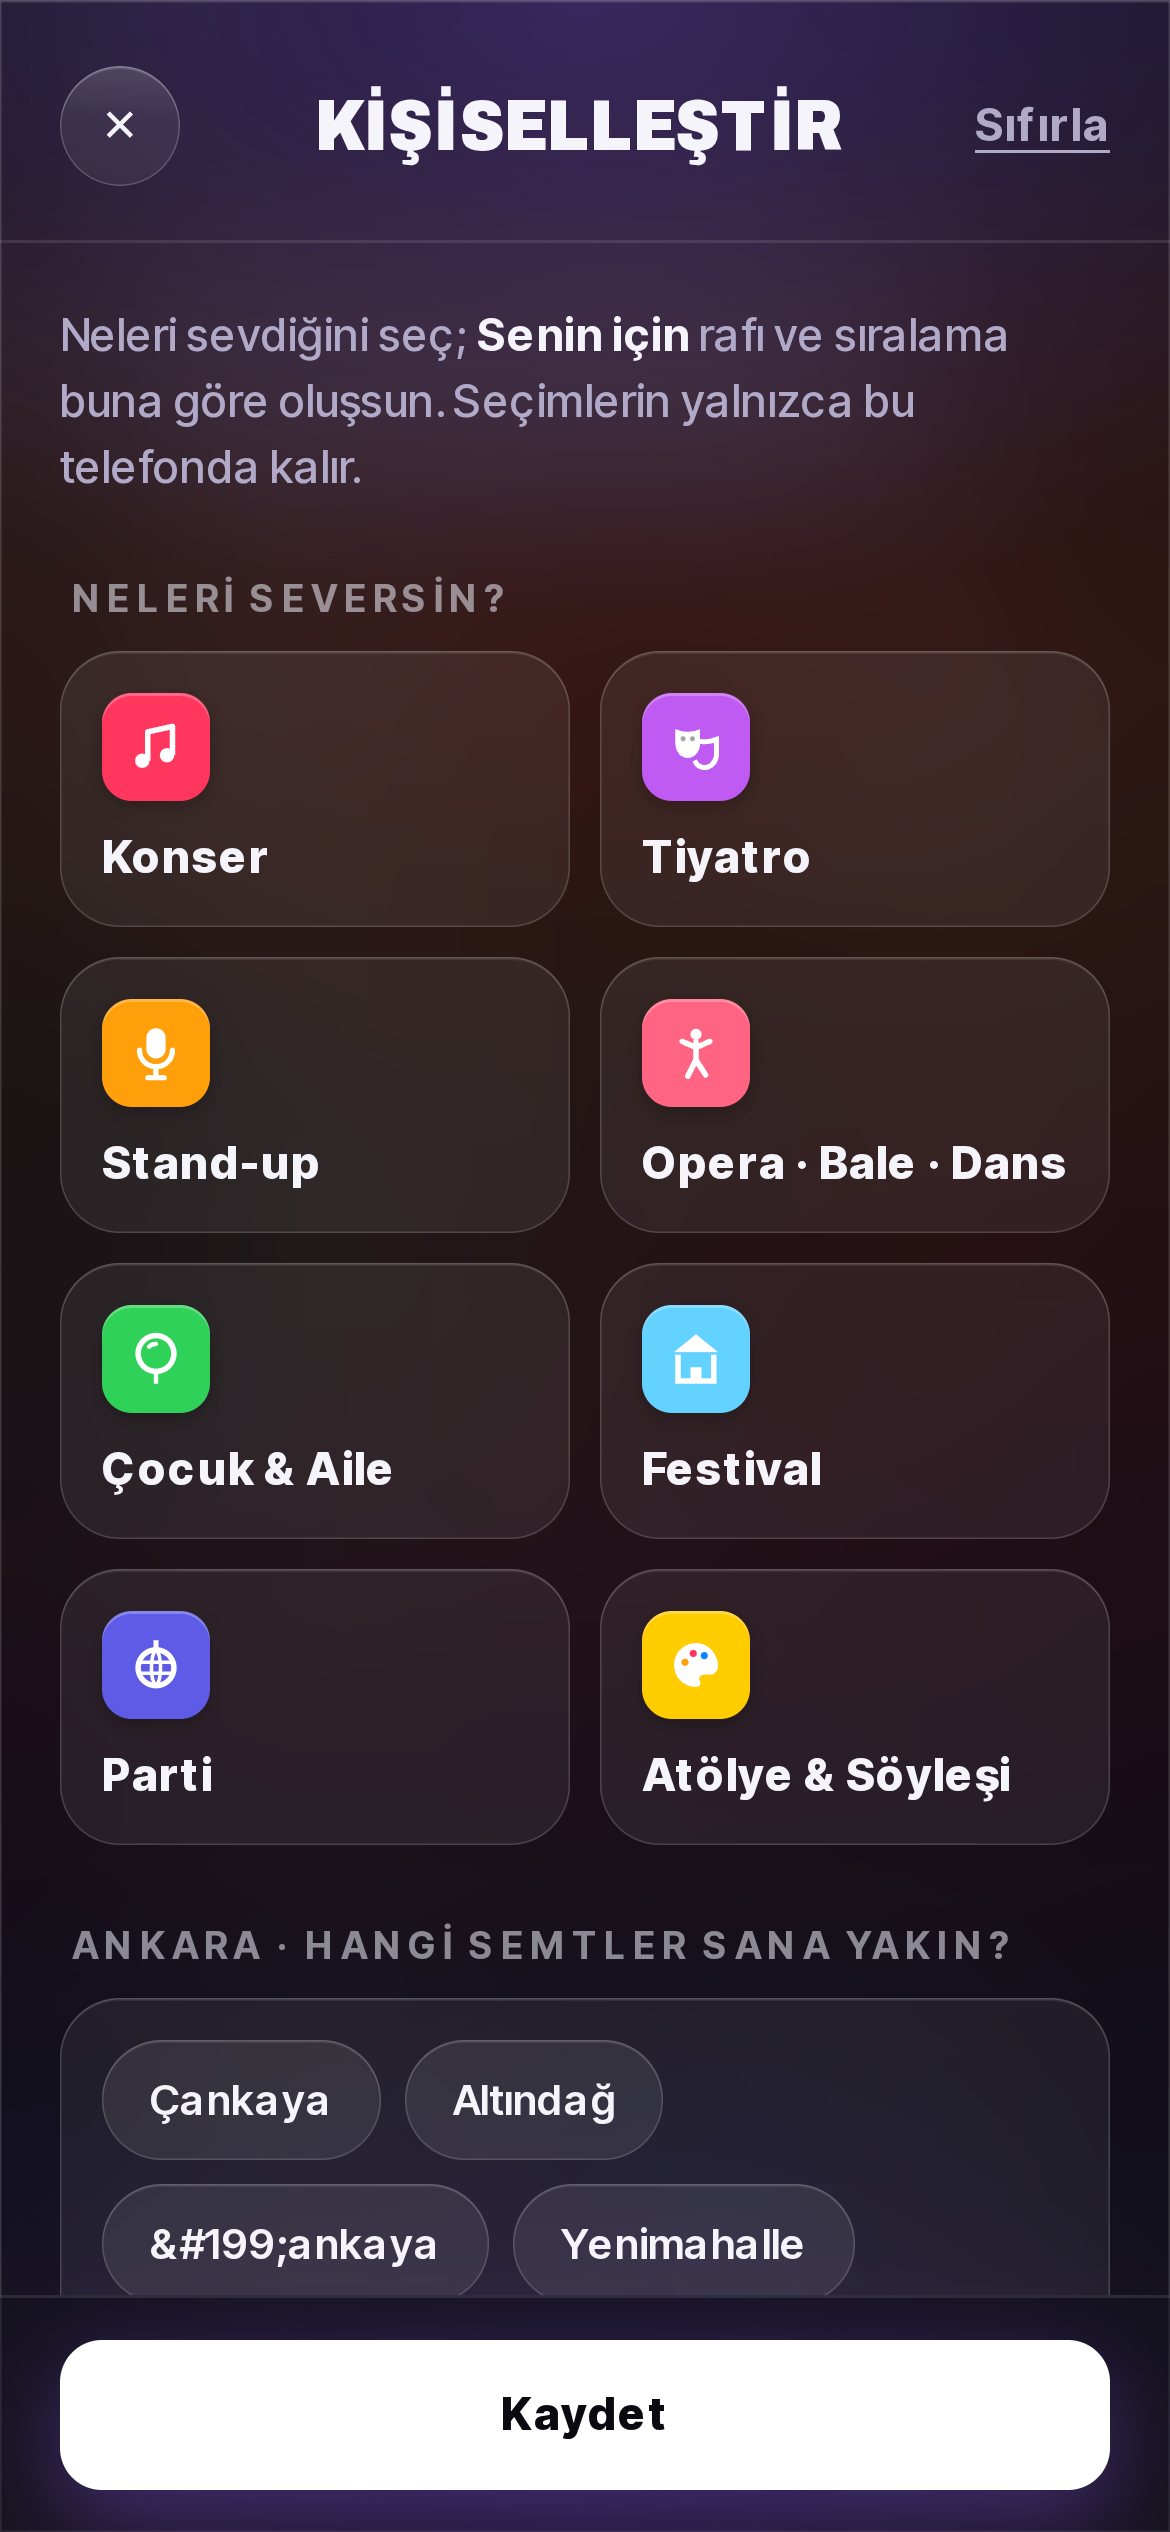 KİŞİSELLEŞTİR
Sıfırla
Neleri sevdiğini seç; Senin için rafı ve sıralama
buna göre oluşsun. Seçimlerin yalnızca bu
telefonda kalır.
NELERİ SEVERSİN?
Konser
Tiyatro
Stand-up
Opera · Bale · Dans
Çocuk & Aile
Festival
Parti
Atölye & Söyleşi
ANKARA · HANGİ SEMTLER SANA YAKIN?
Çankaya
Altındağ
&#199;ankaya
Yenimahalle
Kaydet